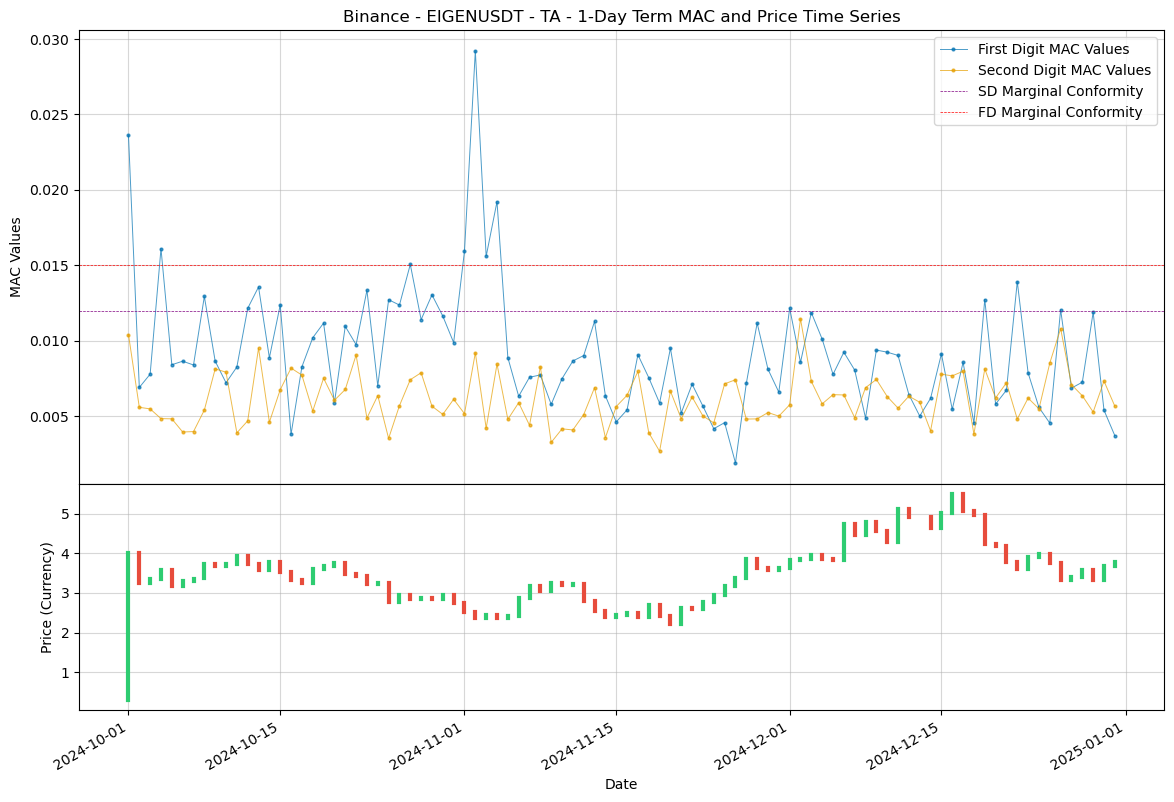 Binance - EIGENUSDT - TA - 1-Day Term MAC and Price Time Series
First Digit MAC Values
Second Digit MAC Values
SD Marginal Conformity
FD Marginal Conformity
MAC Values
0.030
0.025
0.020
0.015
0.010
0.005
Price (Currency)
5
4
3
2
1
2024-10-01
2024-10-15
2024-11-01
2024-11-15
2024-12-01
2024-12-15
2025-01-01
Date